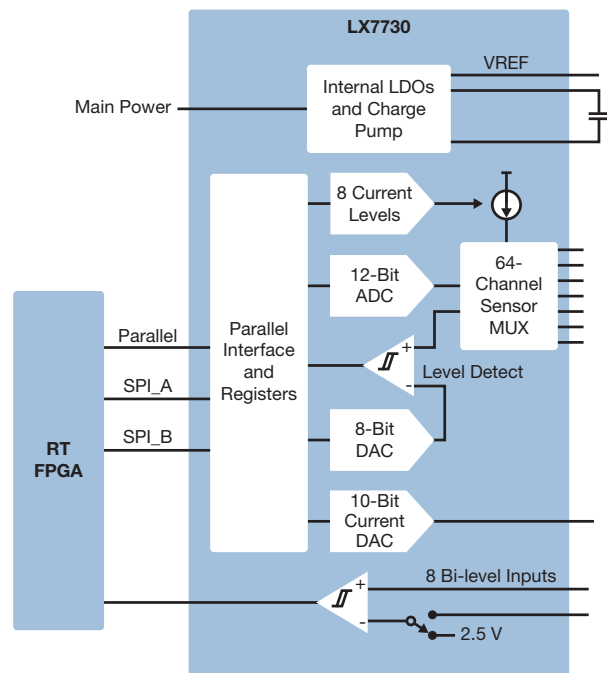 LX7730
VREF
Main Power
Internal LDOs
and Charge
Pump
8 Current
Levels
12-Bit
ADC
64-
Channel
Sensor
MUX
Parallel
SPI_A
SPI_B
RT
FPGA
Parallel
Interface
and
Registers
+
-
Level Detect
8-Bit
DAC
10-Bit
Current
DAC
8 Bi-level Inputs
+
-
2.5 V